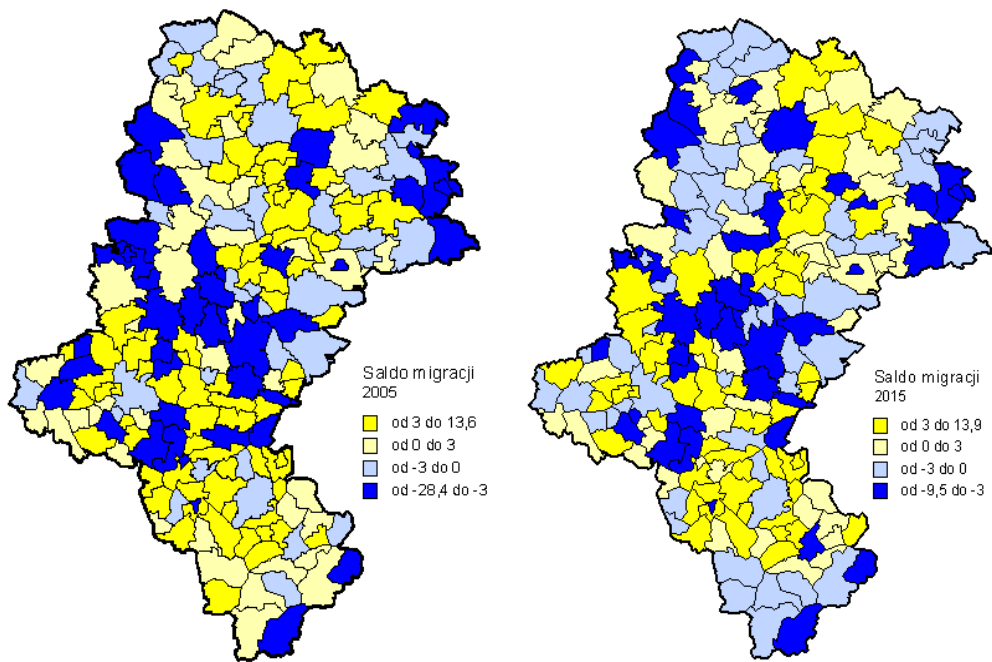 Saldo migracji
2005
od 3 do 13,6
od 0 do 3
od -3 do 0
od -28,4 do -3
Saldo migracji
2015
od 3 do 13,9
od 0 do 3
od -3 do 0
od -9,5 do -3